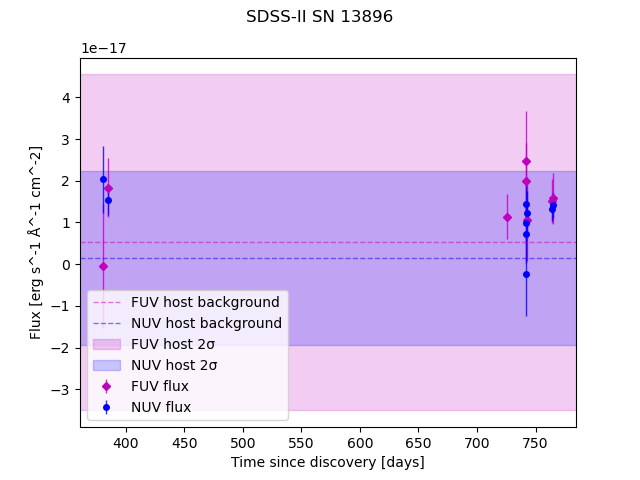 SDSS-II SN 13896
1e−17
4
3
2
1
0
−1
−2
−3
Flux [erg s^-1 Å^-1 cm^-2]
FUV host background
NUV host background
FUV host 2σ
NUV host 2σ
FUV flux
NUV flux
400 450 500 550 600 650 700 750
Time since discovery [days]